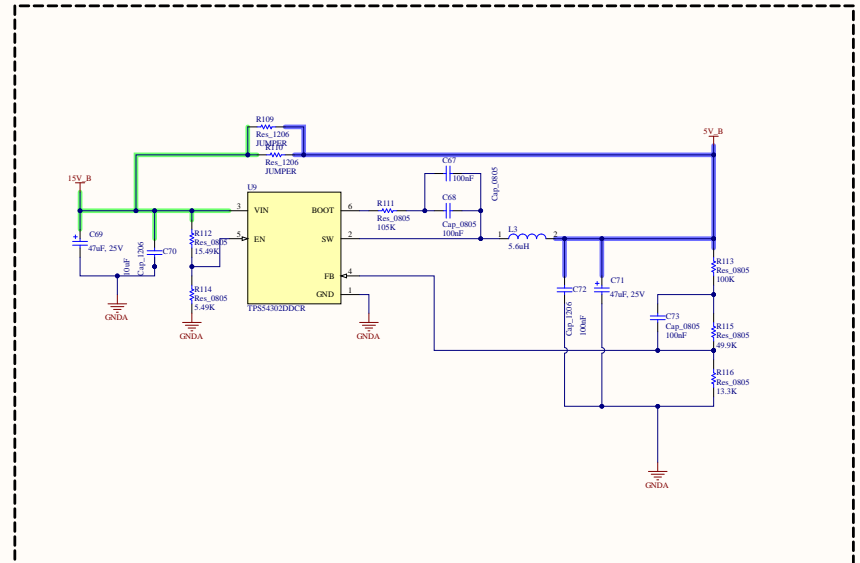 R109
Res_1206
JUMPER
R110
Res_1206
JUMPER
5V_B
15V_B
U9
C67
100nF
Cap_0805
3
VIN
BOOT
6
R111
Res_0805
105K
C68
Cap_0805
100nF
C69
47uF, 25V
10uF
Cap_1206
C70
R112
Res_0805
15.49K
5
EN
SW
2
1
L3
2
5.6uH
FB
4
GND
1
TPS54302DDCR
R114
Res_0805
5.49K
GNDA
GNDA
GNDA
C72
Cap_1206
100nF
C71
47uF, 25V
R113
Res_0805
100K
C73
Cap_0805
100nF
R115
Res_0805
49.9K
R116
Res_0805
13.3K
GNDA